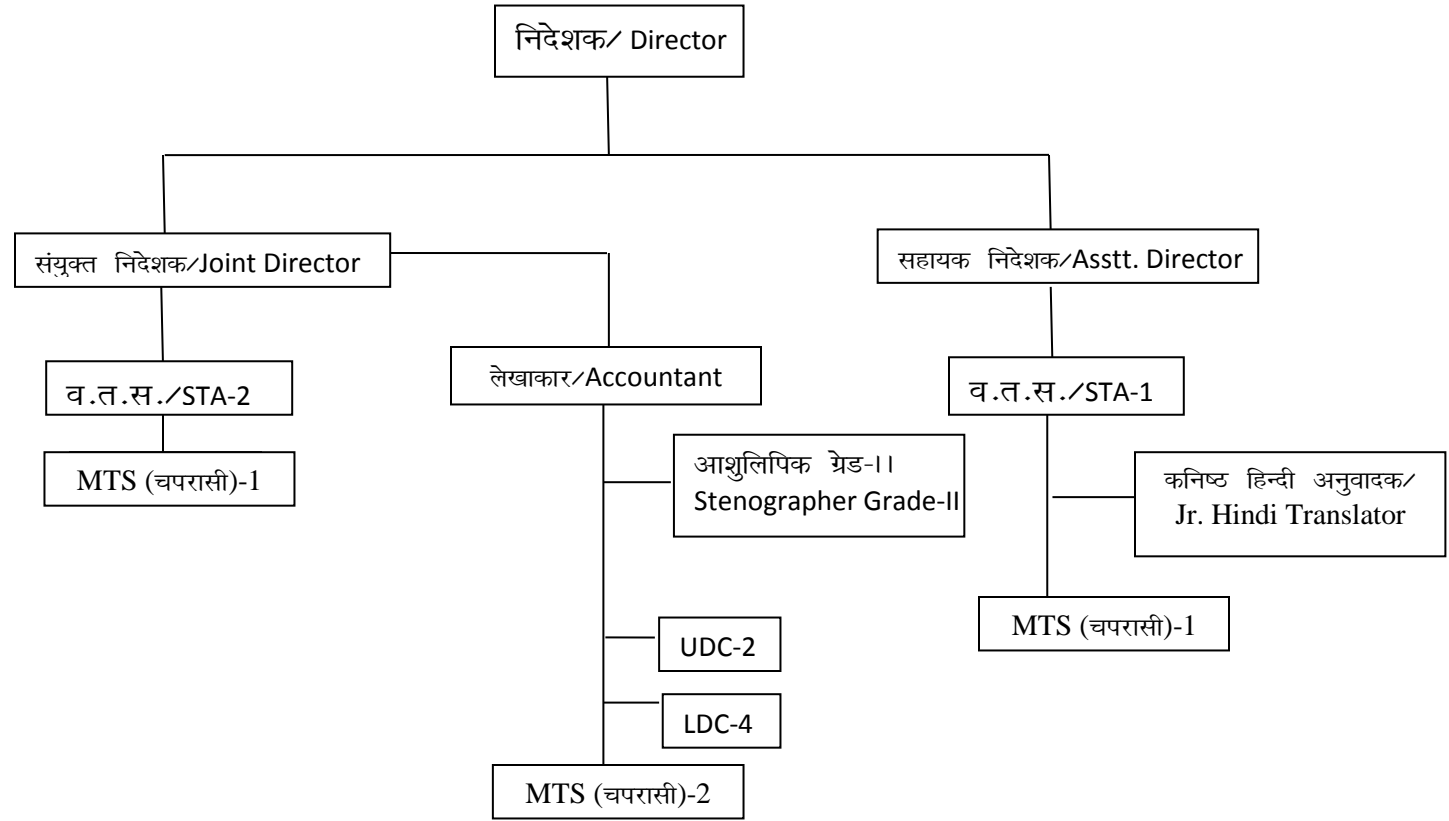 निदेशक/ Director
संयुक्त निदेशक/Joint Director
सहायक निदेशक/Asstt. Director
व.त.स./STA-2
लेखाकार/Accountant
व.त.स./STA-1
MTS (चपरासी)-1
आशुलिपिक ग्रेड-।।
Stenographer Grade-II
कनिष्ठ हिन्दी अनुवादक/
Jr. Hindi Translator
MTS (चपरासी)-1
UDC-2
LDC-4
MTS (चपरासी)-2